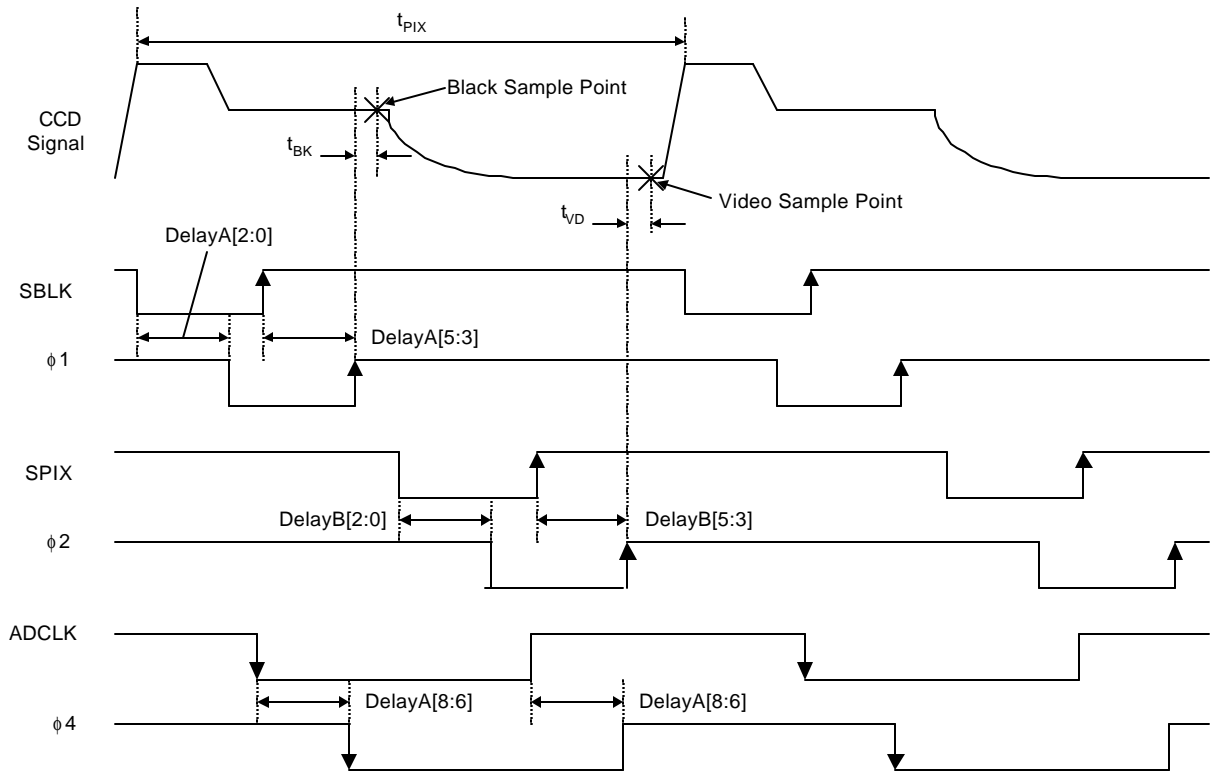 tPIX
Black Sample Point
CCD
Signal
tBK
Video Sample Point
tVD
DelayA[2:0]
SBLK
DelayA[5:3]
ϕ1
SPIX
DelayB[2:0]
DelayB[5:3]
ϕ2
ADCLK
DelayA[8:6]
DelayA[8:6]
ϕ4